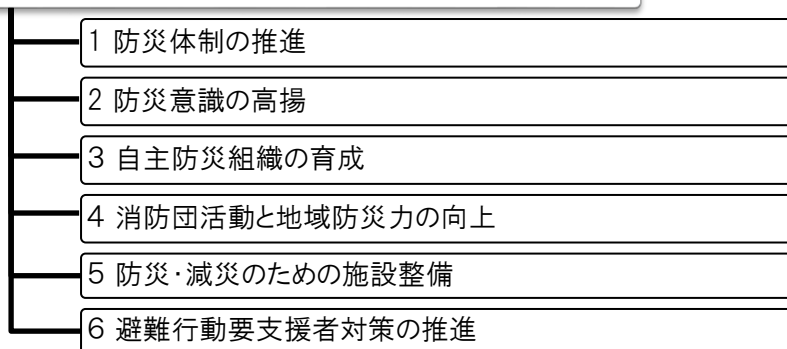 1 防災体制の推進
2 防災意識の高揚
3 自主防災組織の育成
4 消防団活動と地域防災力の向上
5 防災･減災のための施設整備
6 避難行動要支援者対策の推進